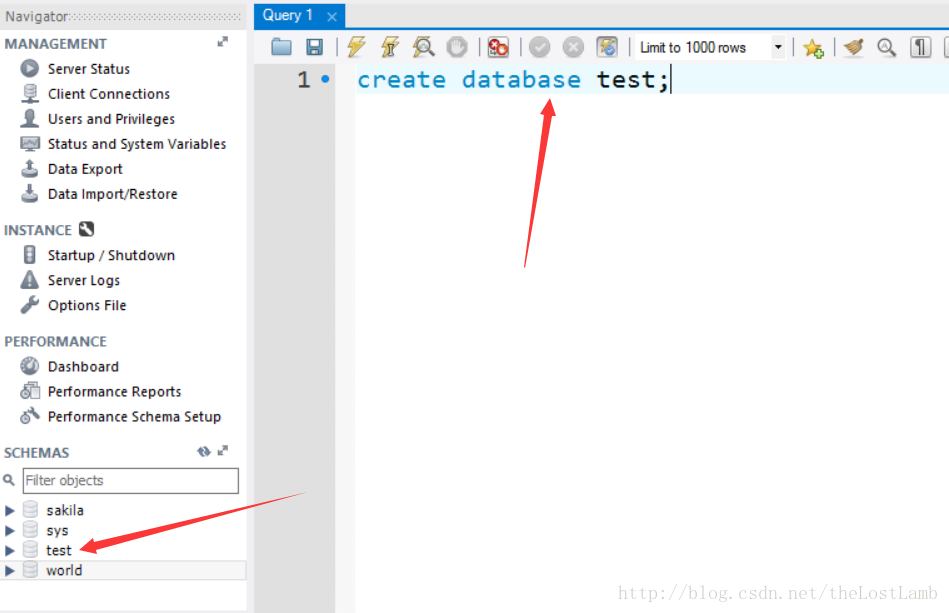 Navigator
Query 1
MANAGEMENT
Server Status
Client Connections
Users and Privileges
Status and System Variables
Data Export
Data Import/Restore
INSTANCE
Startup / Shutdown
Server Logs
Options File
PERFORMANCE
Dashboard
Performance Reports
Performance Schema Setup
SCHEMAS
Filter objects
sakila
sys
test
world
Limit to 1000 rows
1
create database test;
http://blog.csdn.net/theLostLamb